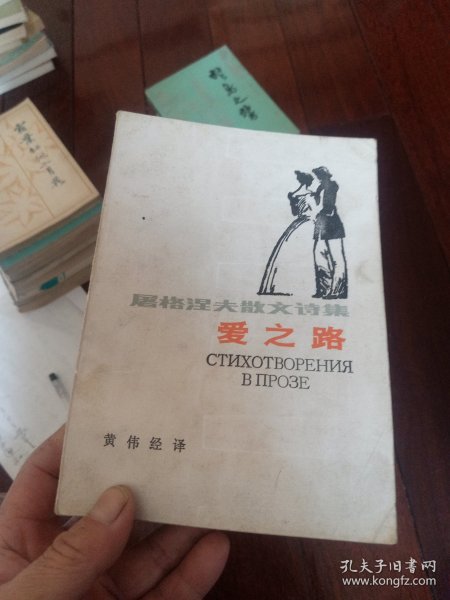 屠格涅夫散文诗集
爱之路
СТИХОТВОРЕНИЯ
В ПРОЗЕ
黄伟经译
孔夫子旧书网
www.kongfz.com